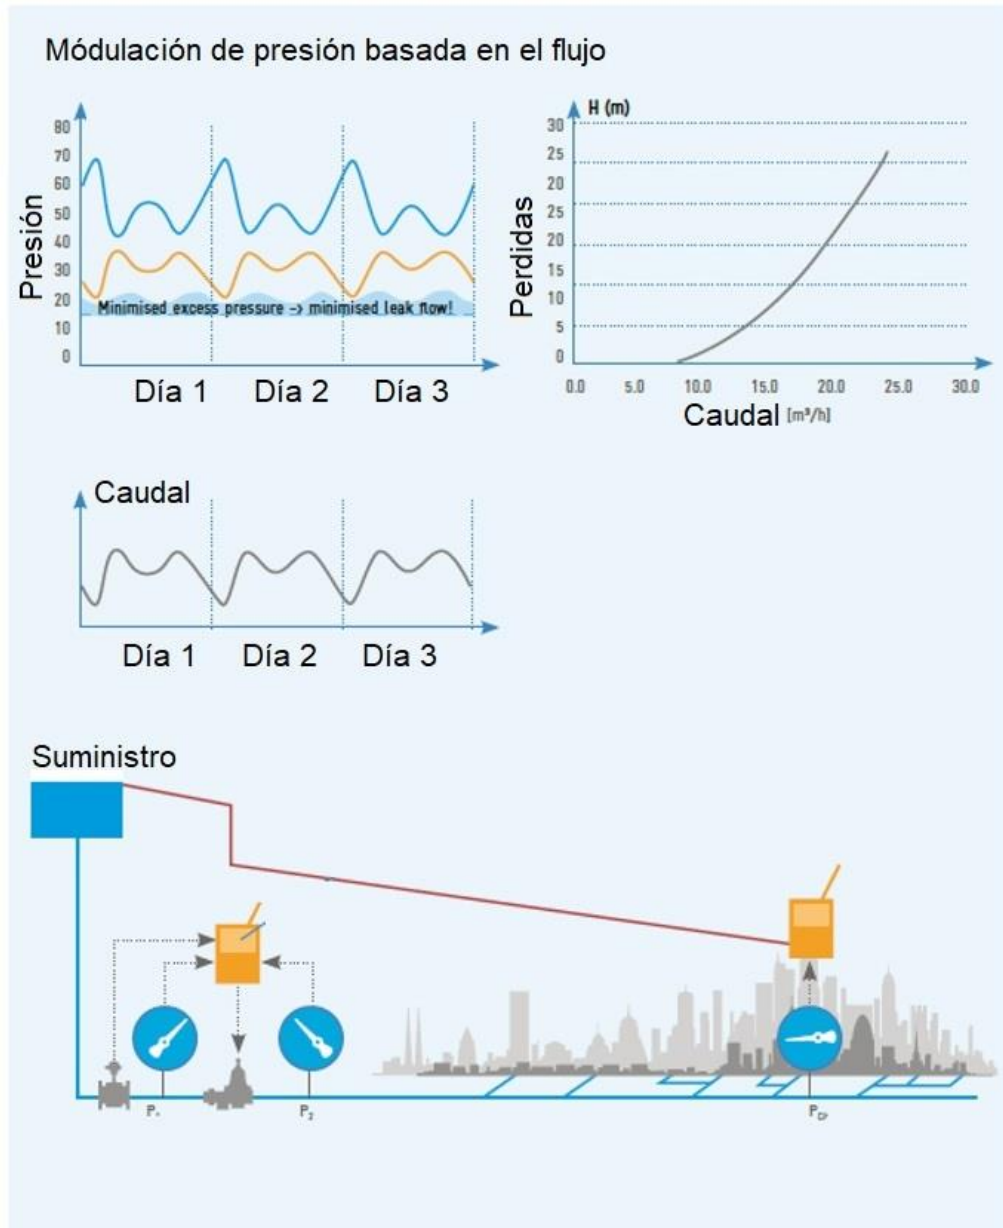 Módulación de presión basada en el flujo
80
70
60
50
40
30
20
10
0
Presión
Minimised excess pressure -> minimised leak flow!
Día 1 Día 2 Día 3
H (m)
30
25
20
25
20
15
10
5
0
Perdidas
0.0 5.0 10.0 15.0 20.0 25.0 30.0
Caudal [m³/h]
Caudal
Día 1 Día 2 Día 3
Suministro
P₂